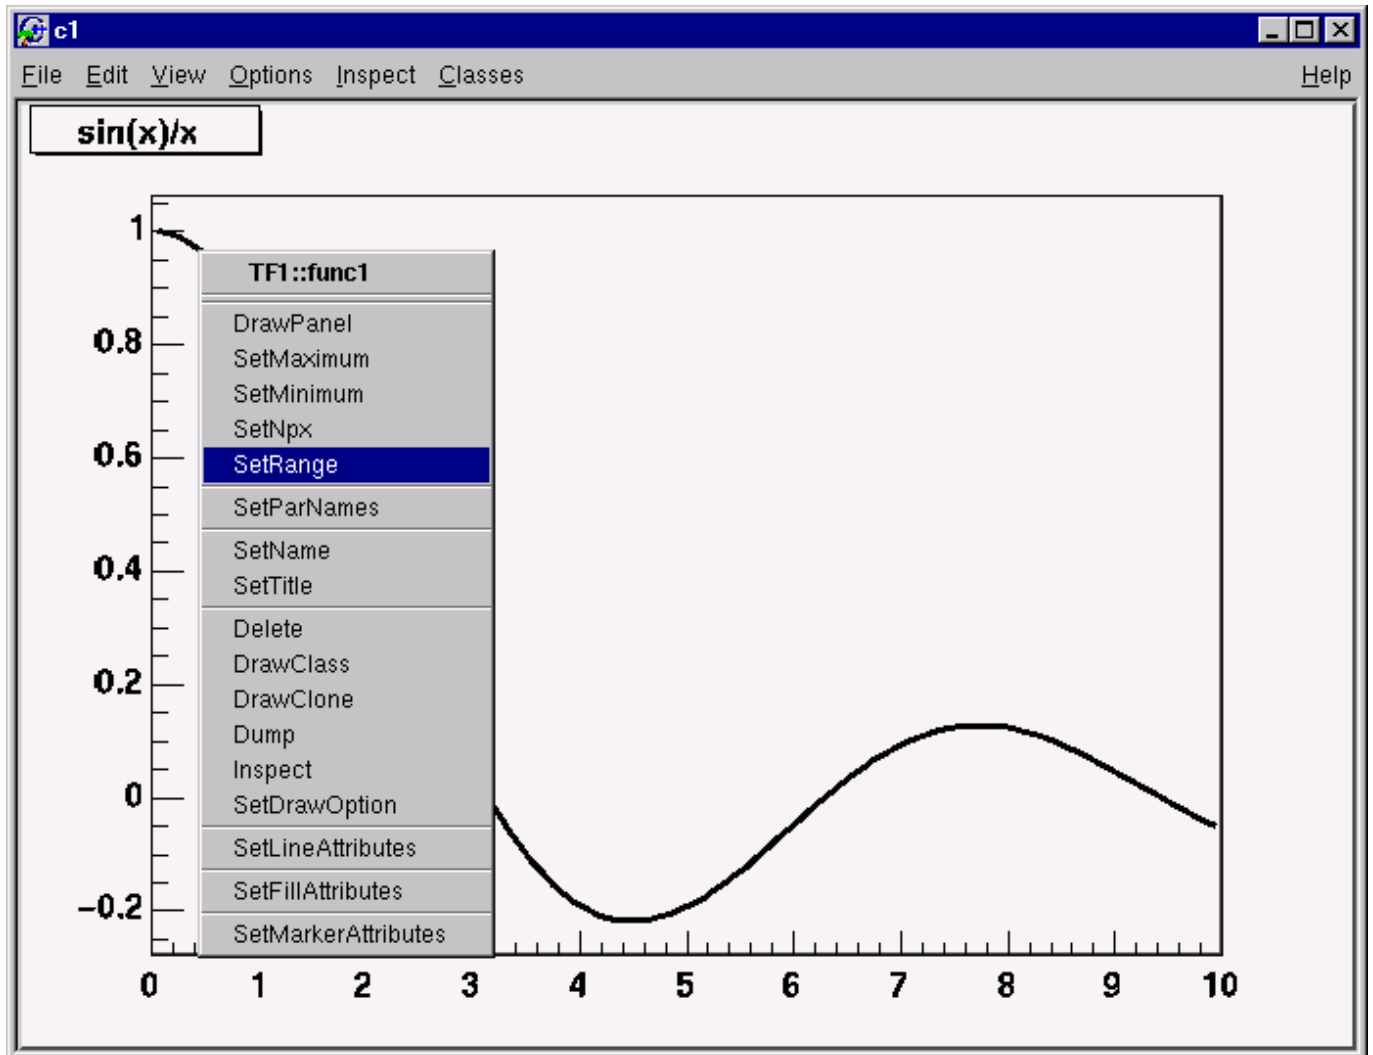 c1
File Edit View Options Inspect Classes Help
sin(x)/x
1
0.8
0.6
0.4
0.2
0
−0.2
TF1::func1
DrawPanel
SetMaximum
SetMinimum
SetNpx
SetRange
SetParNames
SetName
SetTitle
Delete
DrawClass
DrawClone
Dump
Inspect
SetDrawOption
SetLineAttributes
SetFillAttributes
SetMarkerAttributes
0 1 2 3 4 5 6 7 8 9 10